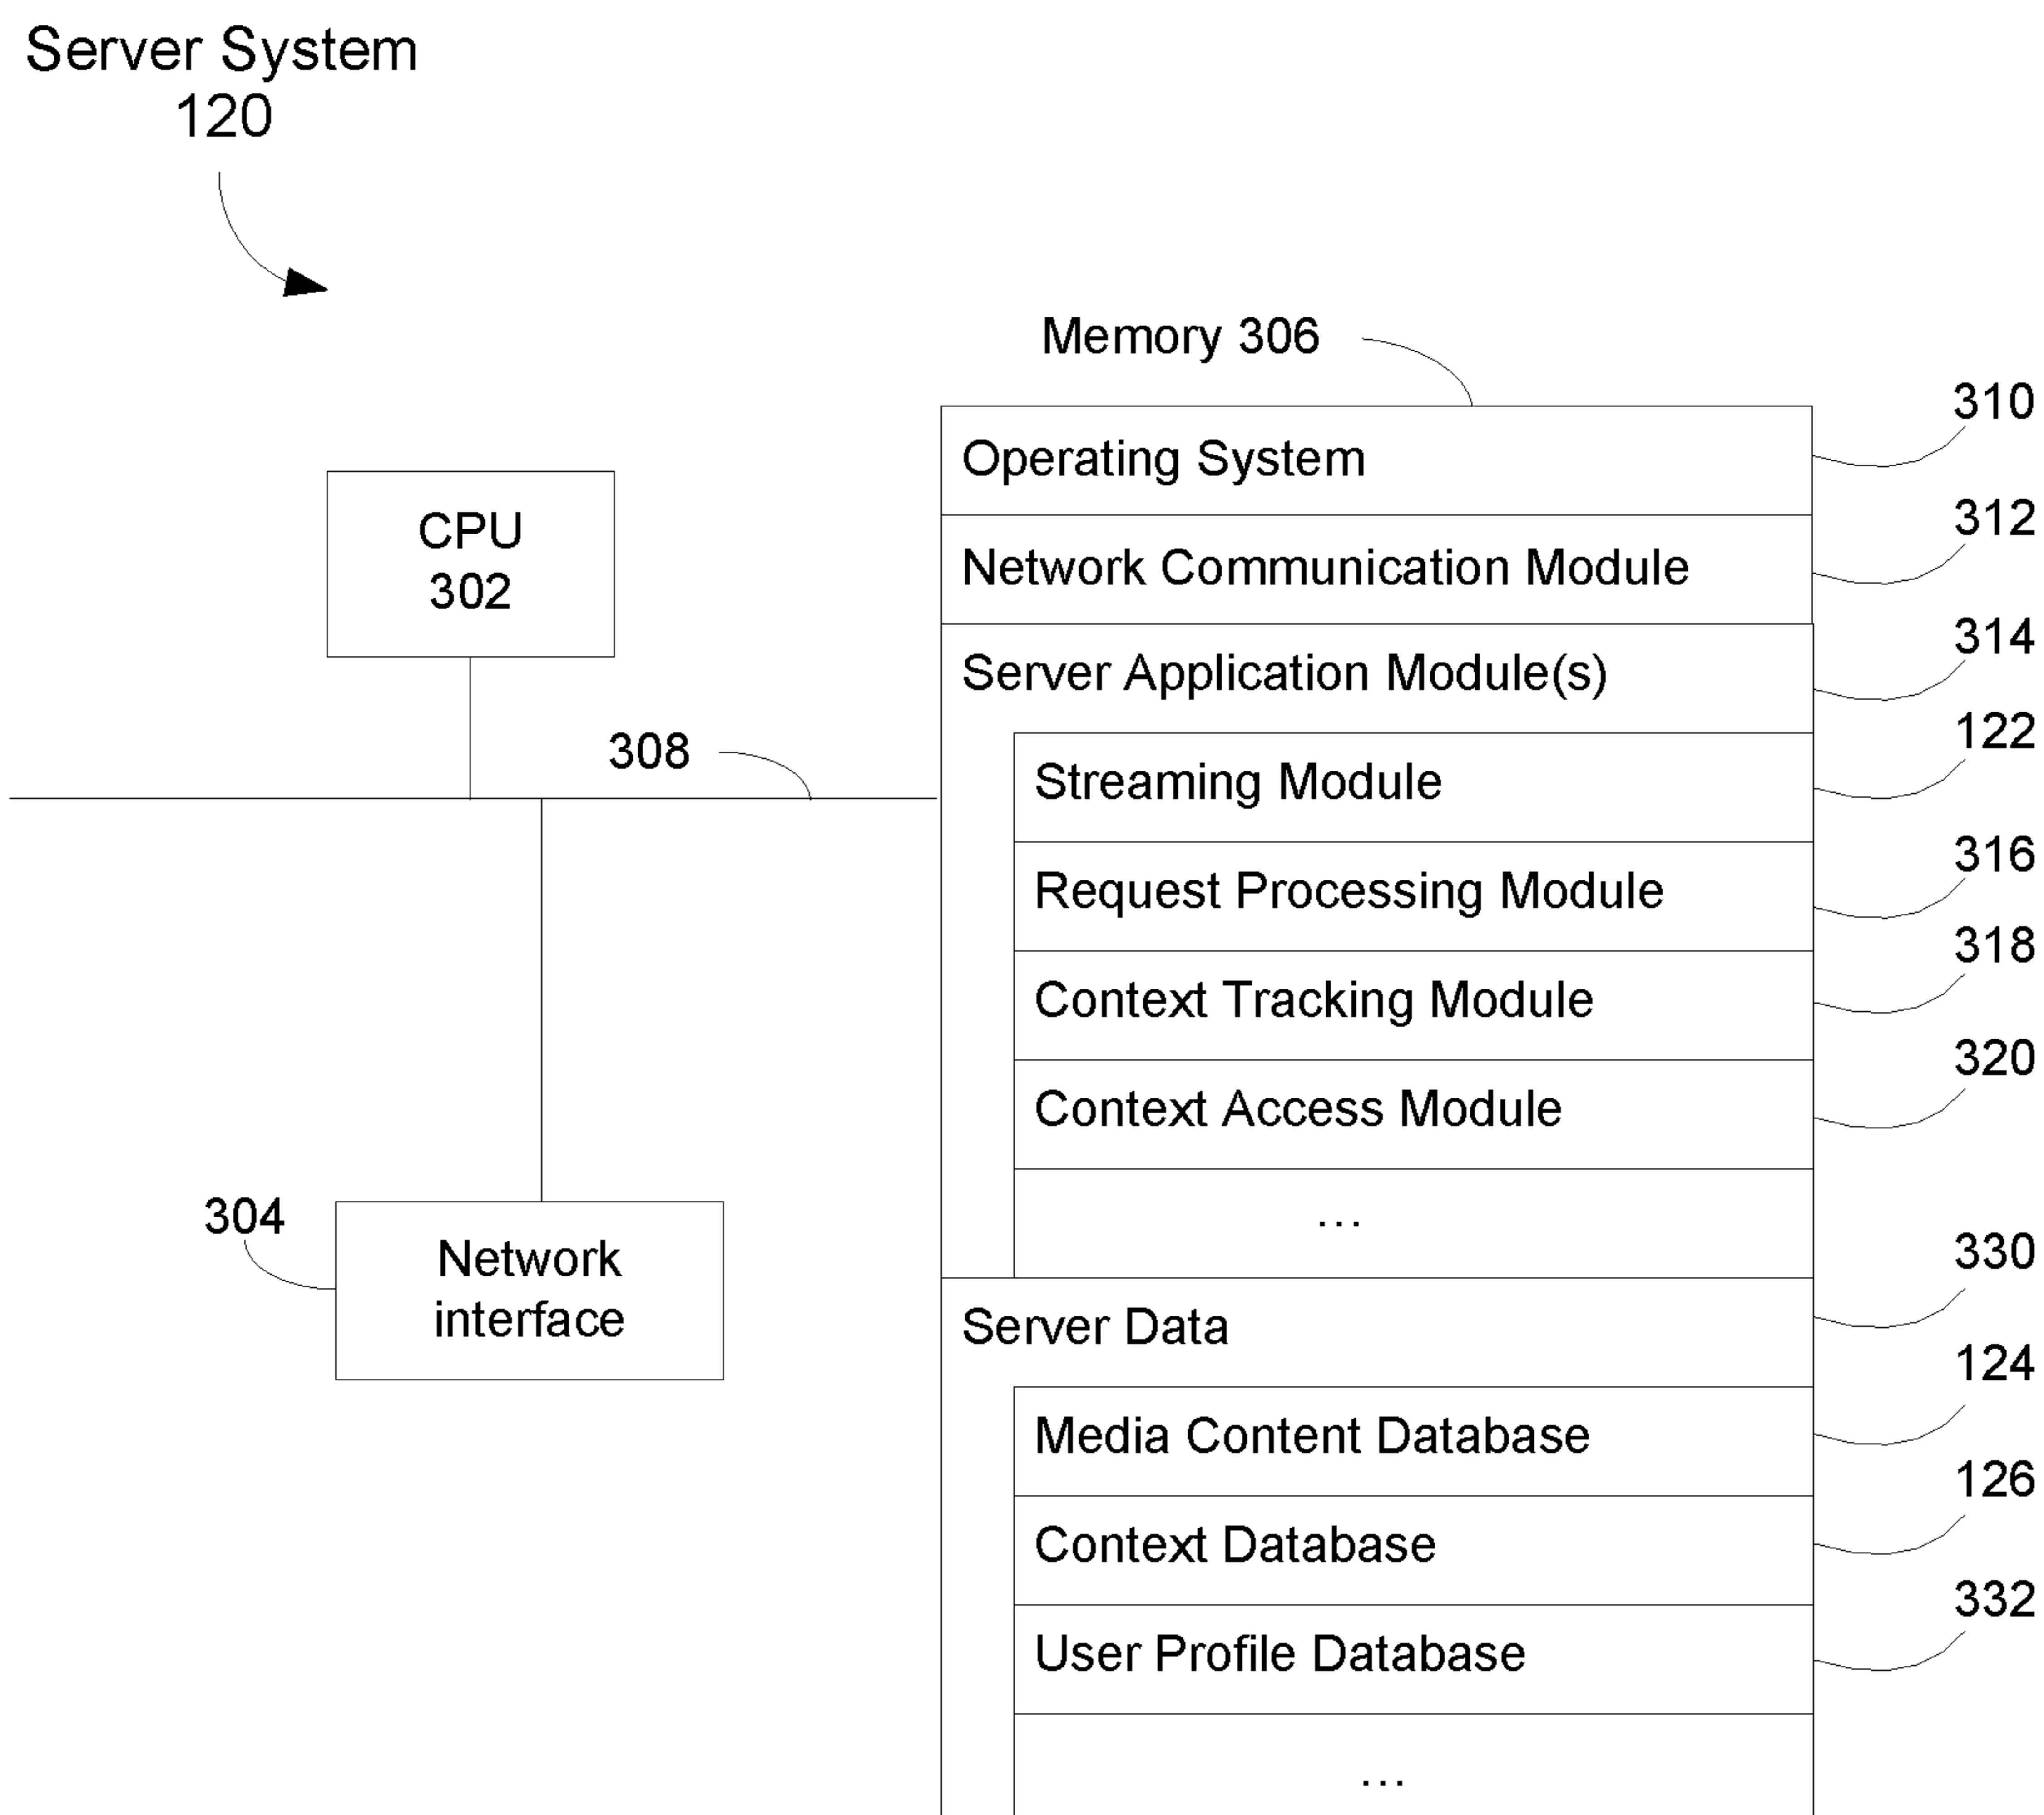 Server System
120
Memory 306
310
Operating System
312
CPU
302
Network Communication Module
314
Server Application Module(s)
122
308
Streaming Module
316
Request Processing Module
318
Context Tracking Module
320
Context Access Module
...
304
Network
interface
330
Server Data
124
Media Content Database
126
Context Database
332
User Profile Database
...